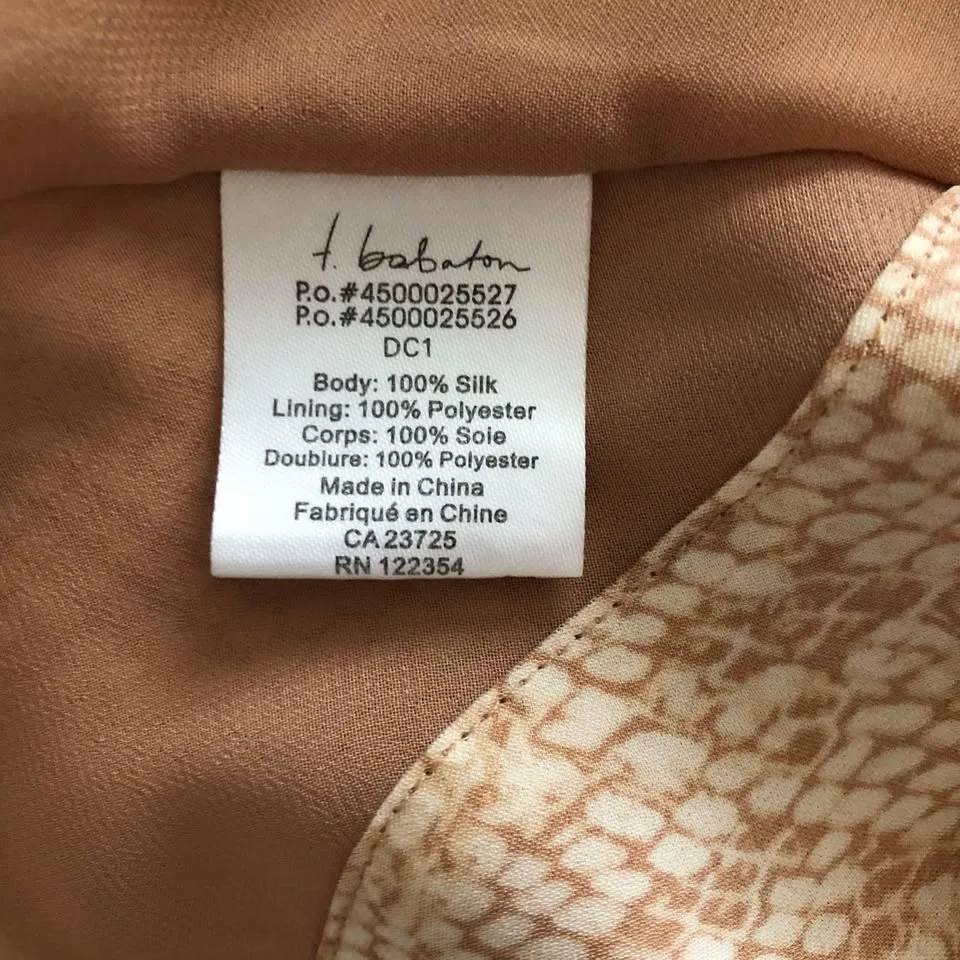 t. babaton
P.o.#4500025527
P.o.#4500025526
DC1
Body: 100% Silk
Lining: 100% Polyester
Corps: 100% Soie
Doublure: 100% Polyester
Made in China
Fabriqué en Chine
CA 23725
RN 122354